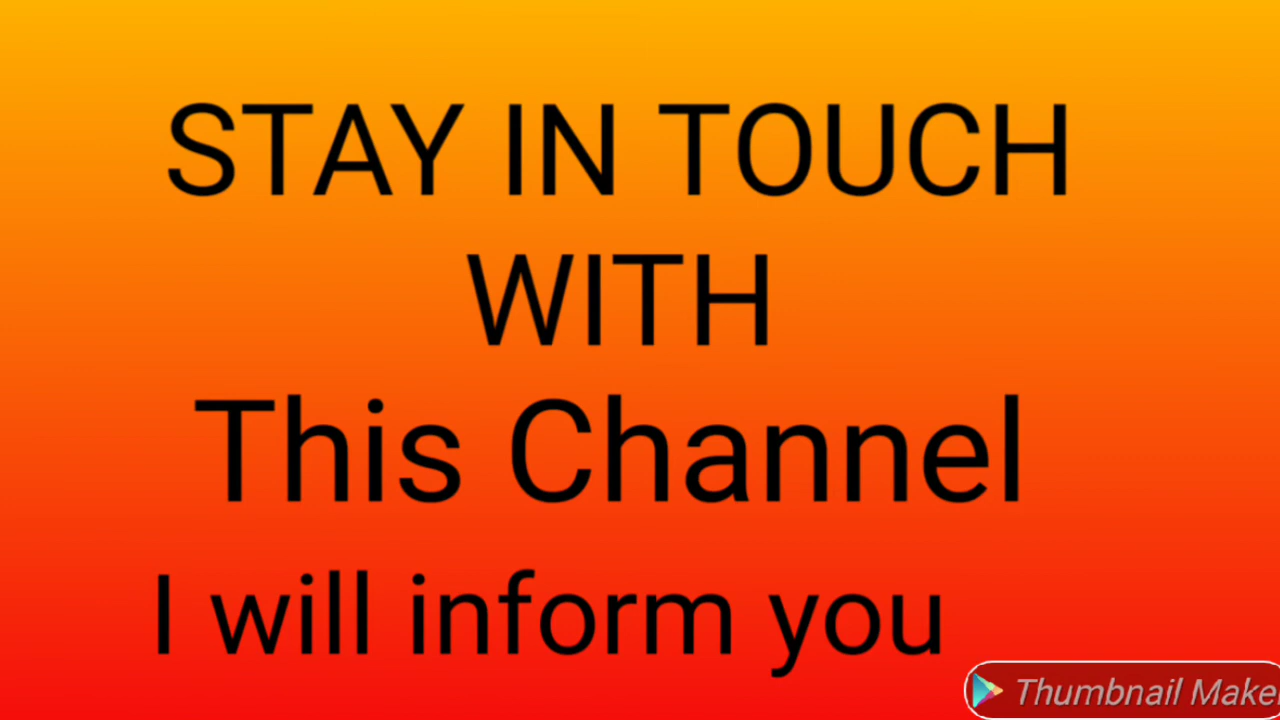 STAY IN TOUCH
WITH
This Channel
I will inform you
Thumbnail Make